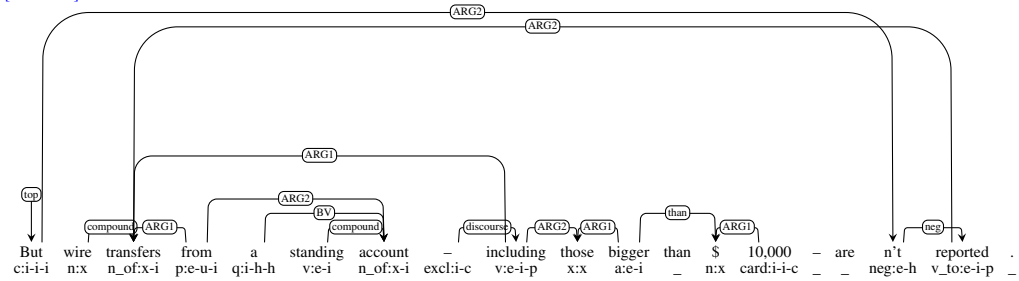 ARG2
ARG2
ARG1
top ARG2 than
BV
compound ARG1 compound discourse ARG2 ARG1 ARG1 neg
But wire transfers from a standing account – including those bigger than $ 10,000 – are n't reported .
c:i-i-i n:x n_of:x-i p:e-u-i q:i-h-h v:e-i n_of:x-i excl:i-c v:e-i-p x:x a:e-i _ n:x card:i-i-c _ _ neg:e-h v_to:e-i-p _